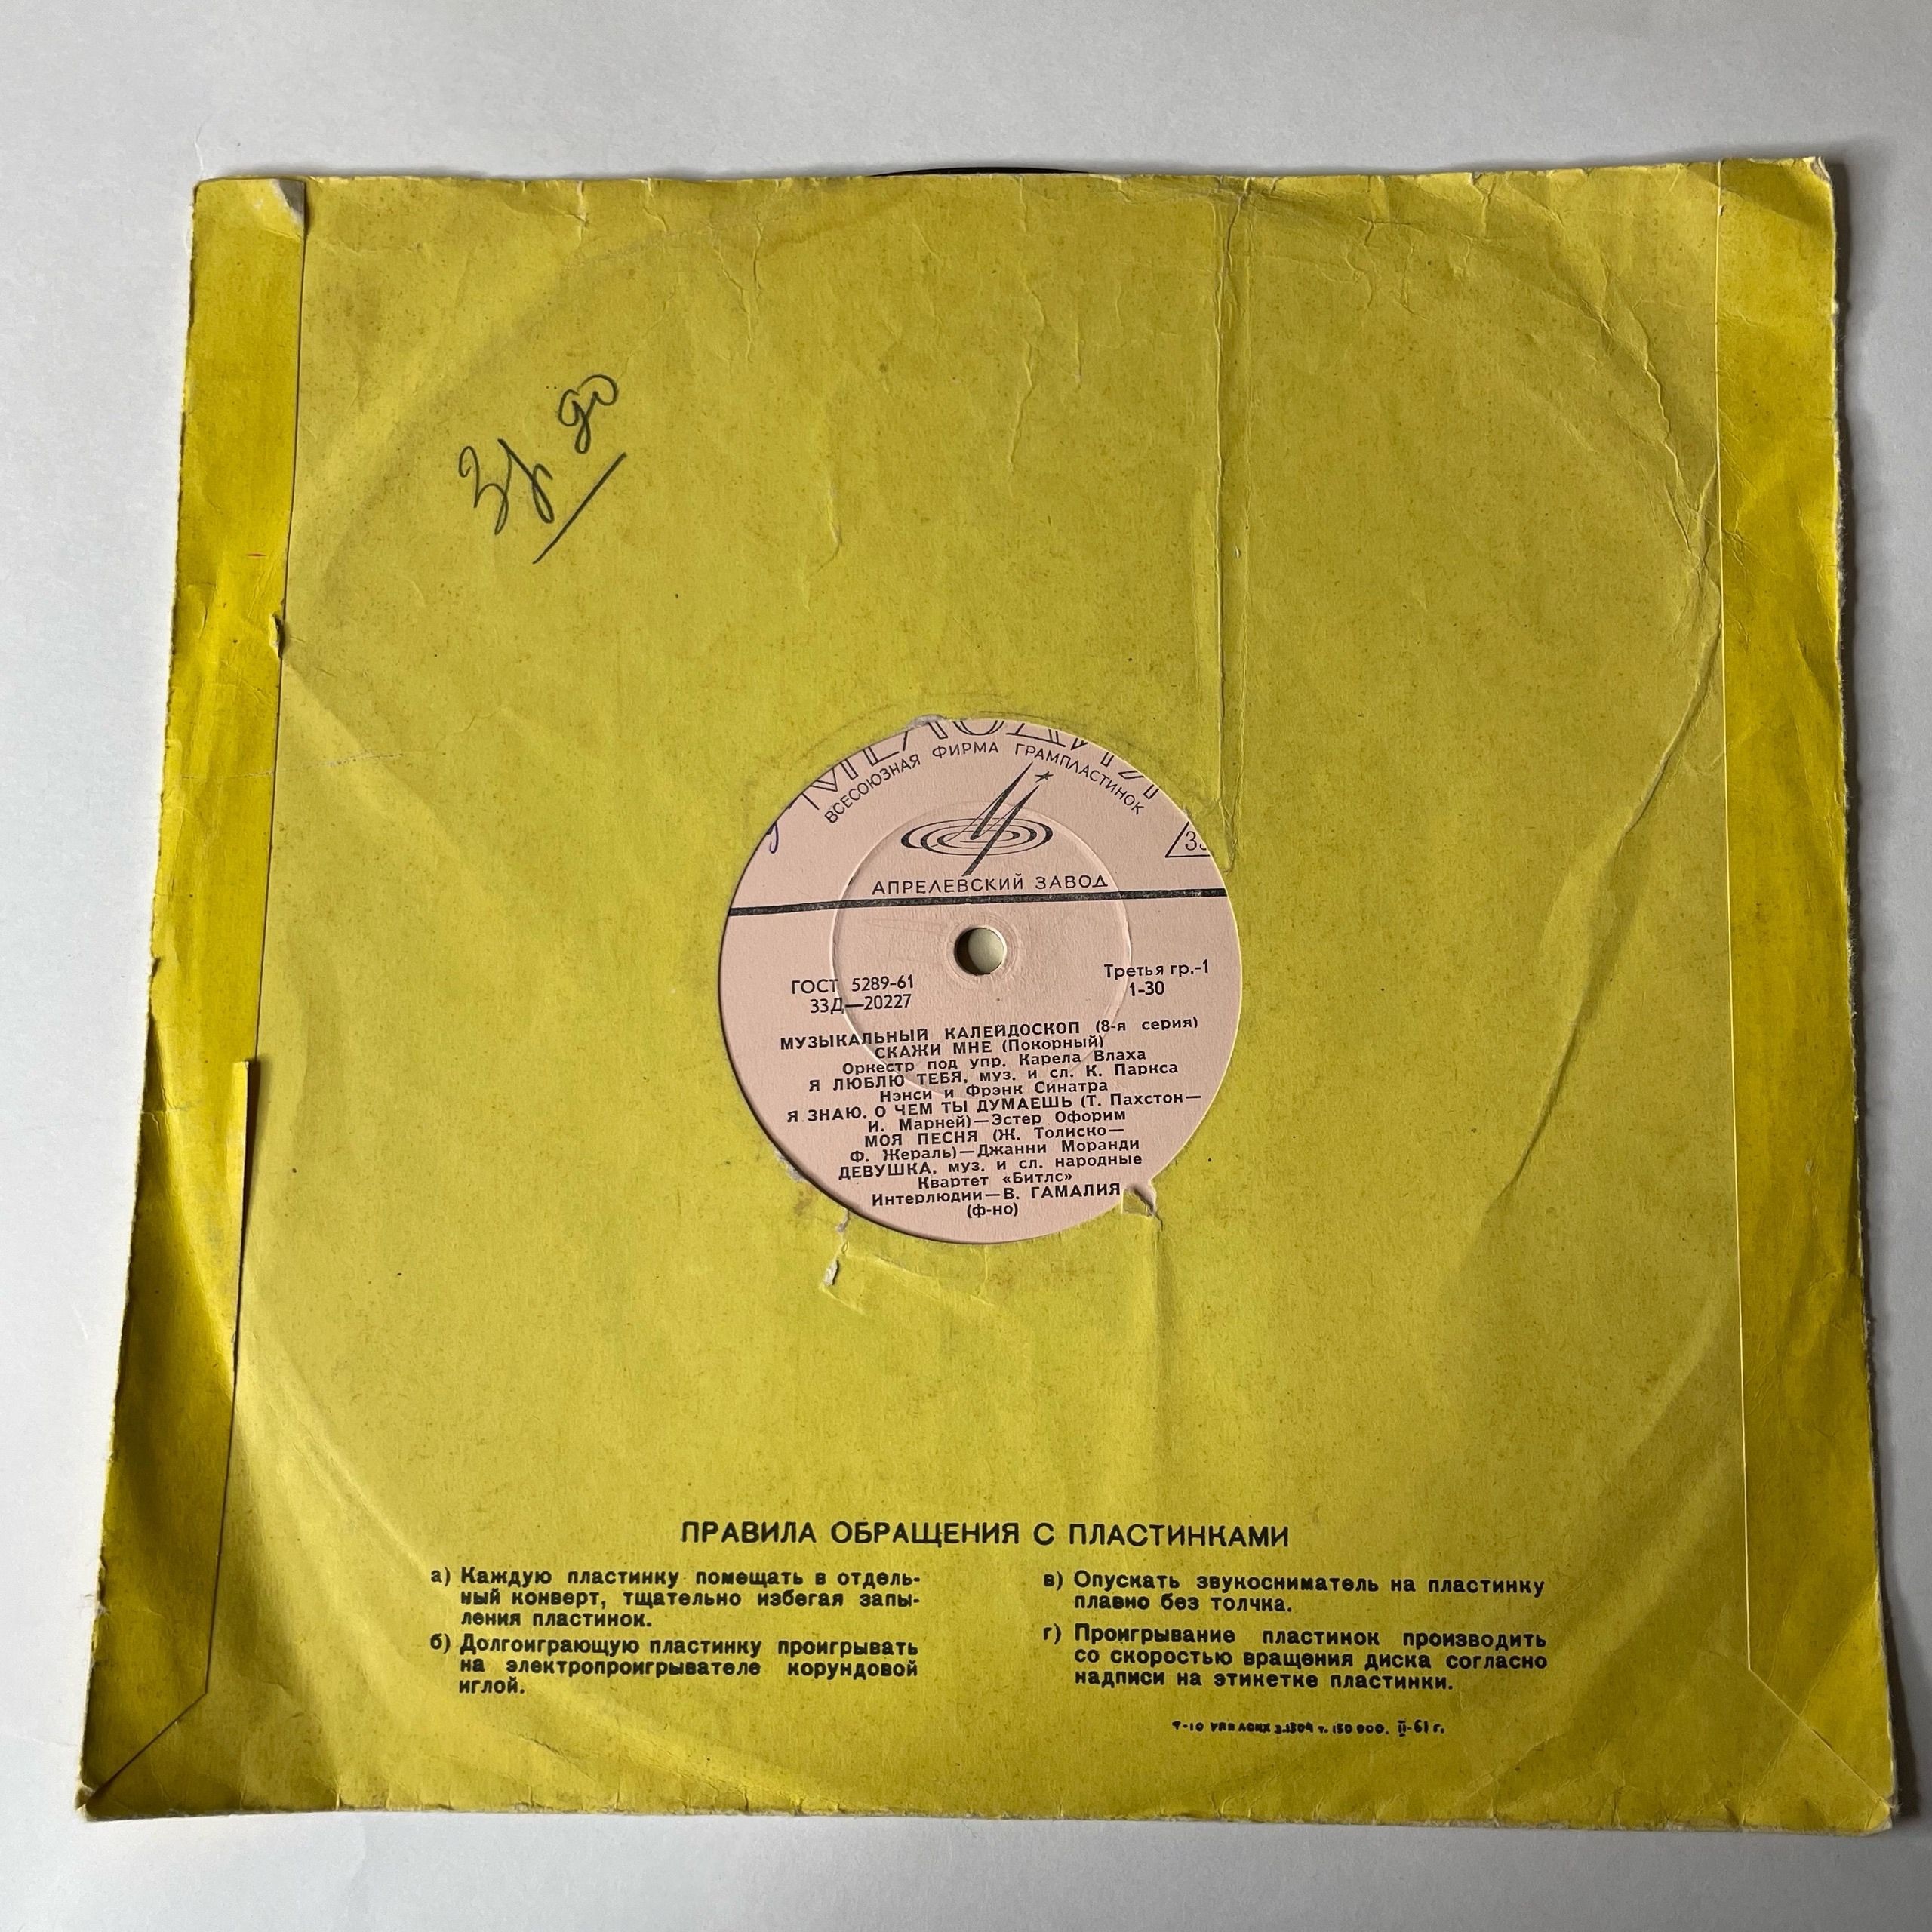 МЕЛОДИЯ
ВСЕСОЮЗНАЯ ФИРМА ГРАМПЛАСТИНОК
АПРЕЛЕВСКИЙ ЗАВОД
ГОСТ 5289-61
33Д—20227
Третья гр.-1
1-30
МУЗЫКАЛЬНЫЙ КАЛЕЙДОСКОП (8-я серия)
СКАЖИ МНЕ (Покорный)
Оркестр под упр. Карела Влаха
Я ЛЮБЛЮ ТЕБЯ, муз. и сл. К. Паркса
Нэнси и Фрэнк Синатра
Я ЗНАЮ, О ЧЕМ ТЫ ДУМАЕШЬ (Т. Пахстон—
И. Марней)—Эстер Офорим
МОЯ ПЕСНЯ (Ж. Толиско—
Ф. Жераль)—Джанни Моранди
ДЕВУШКА, муз. и сл. народные
Квартет «Битлс»
Интерлюдии—В. ГАМАЛИЯ
(ф-но)
ПРАВИЛА ОБРАЩЕНИЯ С ПЛАСТИНКАМИ
а) Каждую пластинку помещать в отдель-
ный конверт, тщательно избегая запы-
ления пластинок.
б) Долгоиграющую пластинку проигрывать
на электропроигрывателе корундовой
иглой.
в) Опускать звукосниматель на пластинку
плавно без толчка.
г) Проигрывание пластинок производить
со скоростью вращения диска согласно
надписи на этикетке пластинки.
т. 150 000. II-61 г.